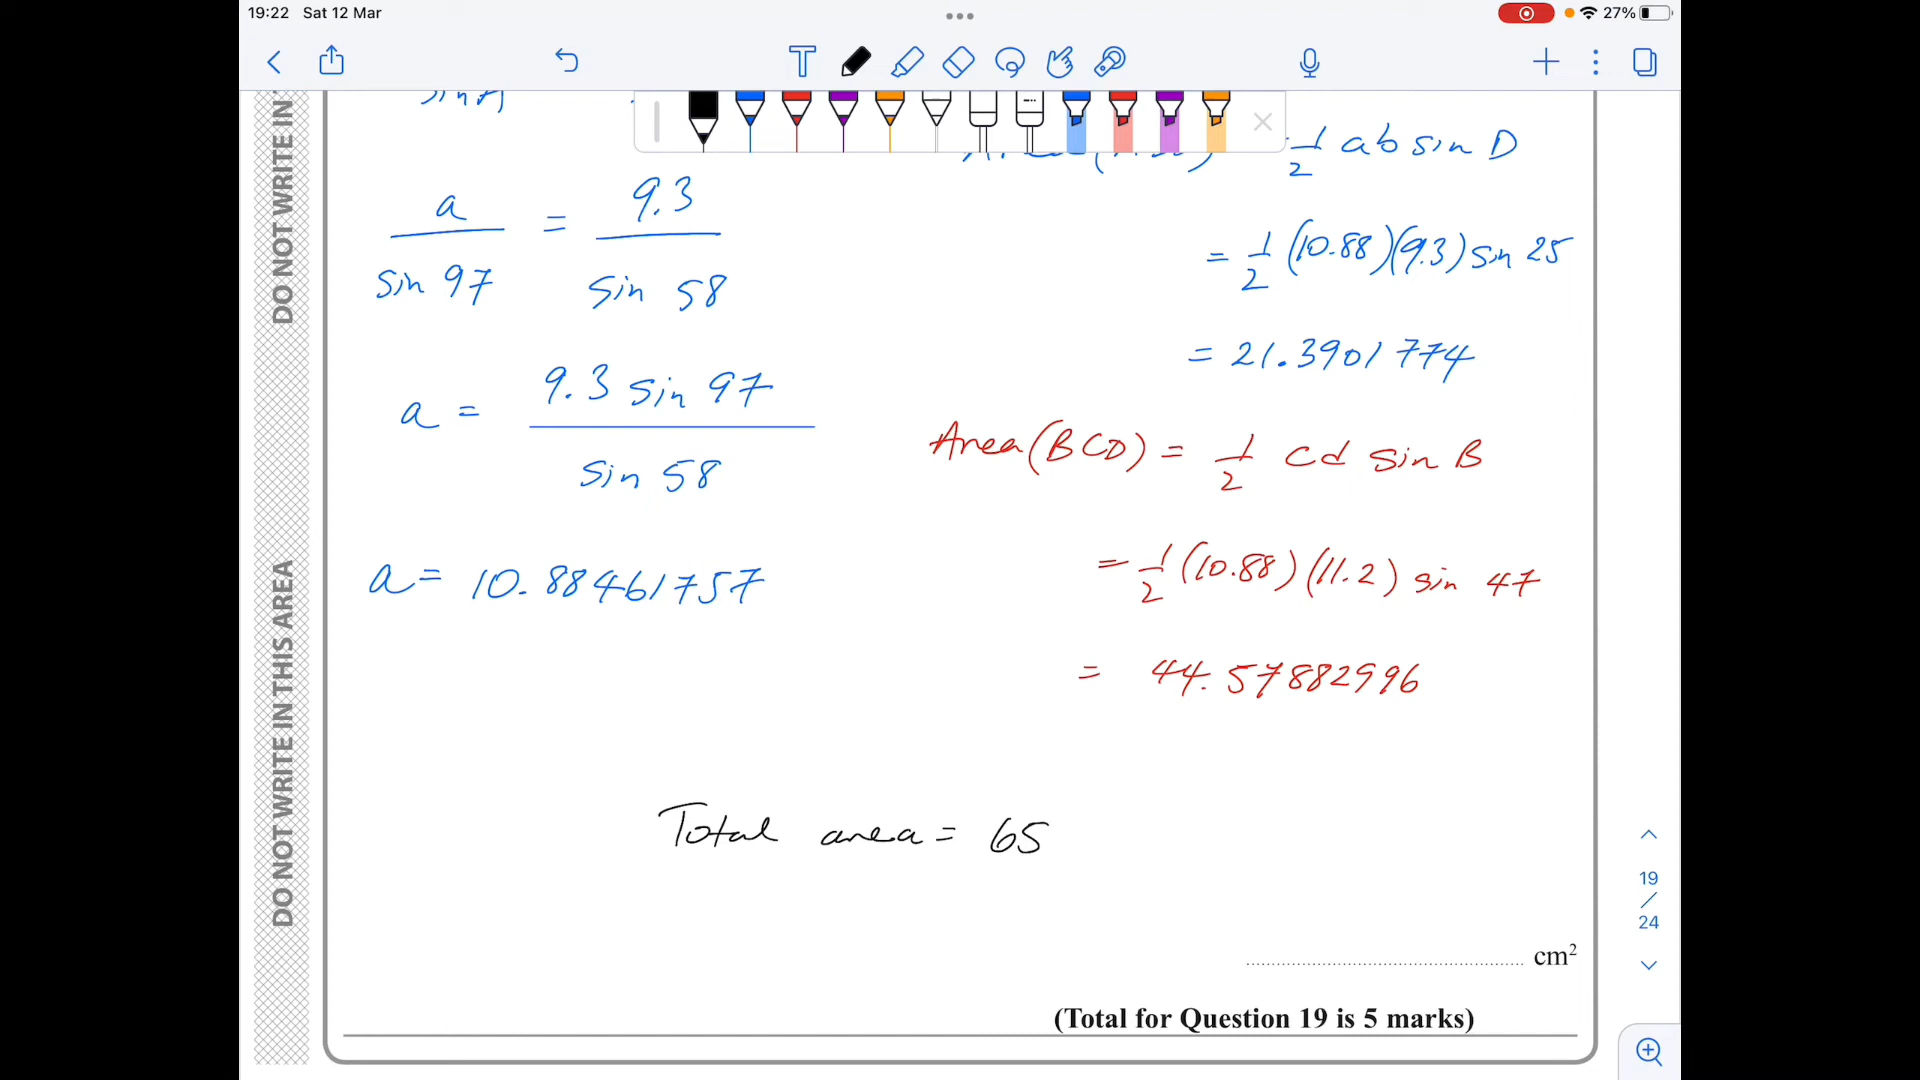 19:22 Sat 12 Mar
27%
DO NOT WRITE IN
DO NOT WRITE IN THIS AREA
sin A
a / sin 97 = 9.3 / sin 58
a = 9.3 sin 97 / sin 58
a = 10.88461757
1/2 ab sin D
= 1/2 (10.88)(9.3) sin 25
= 21.3901774
Area(BCD) = 1/2 cd sin B
= 1/2 (10.88)(11.2) sin 47
= 44.57882996
Total area = 65
cm²
(Total for Question 19 is 5 marks)
19
/
24